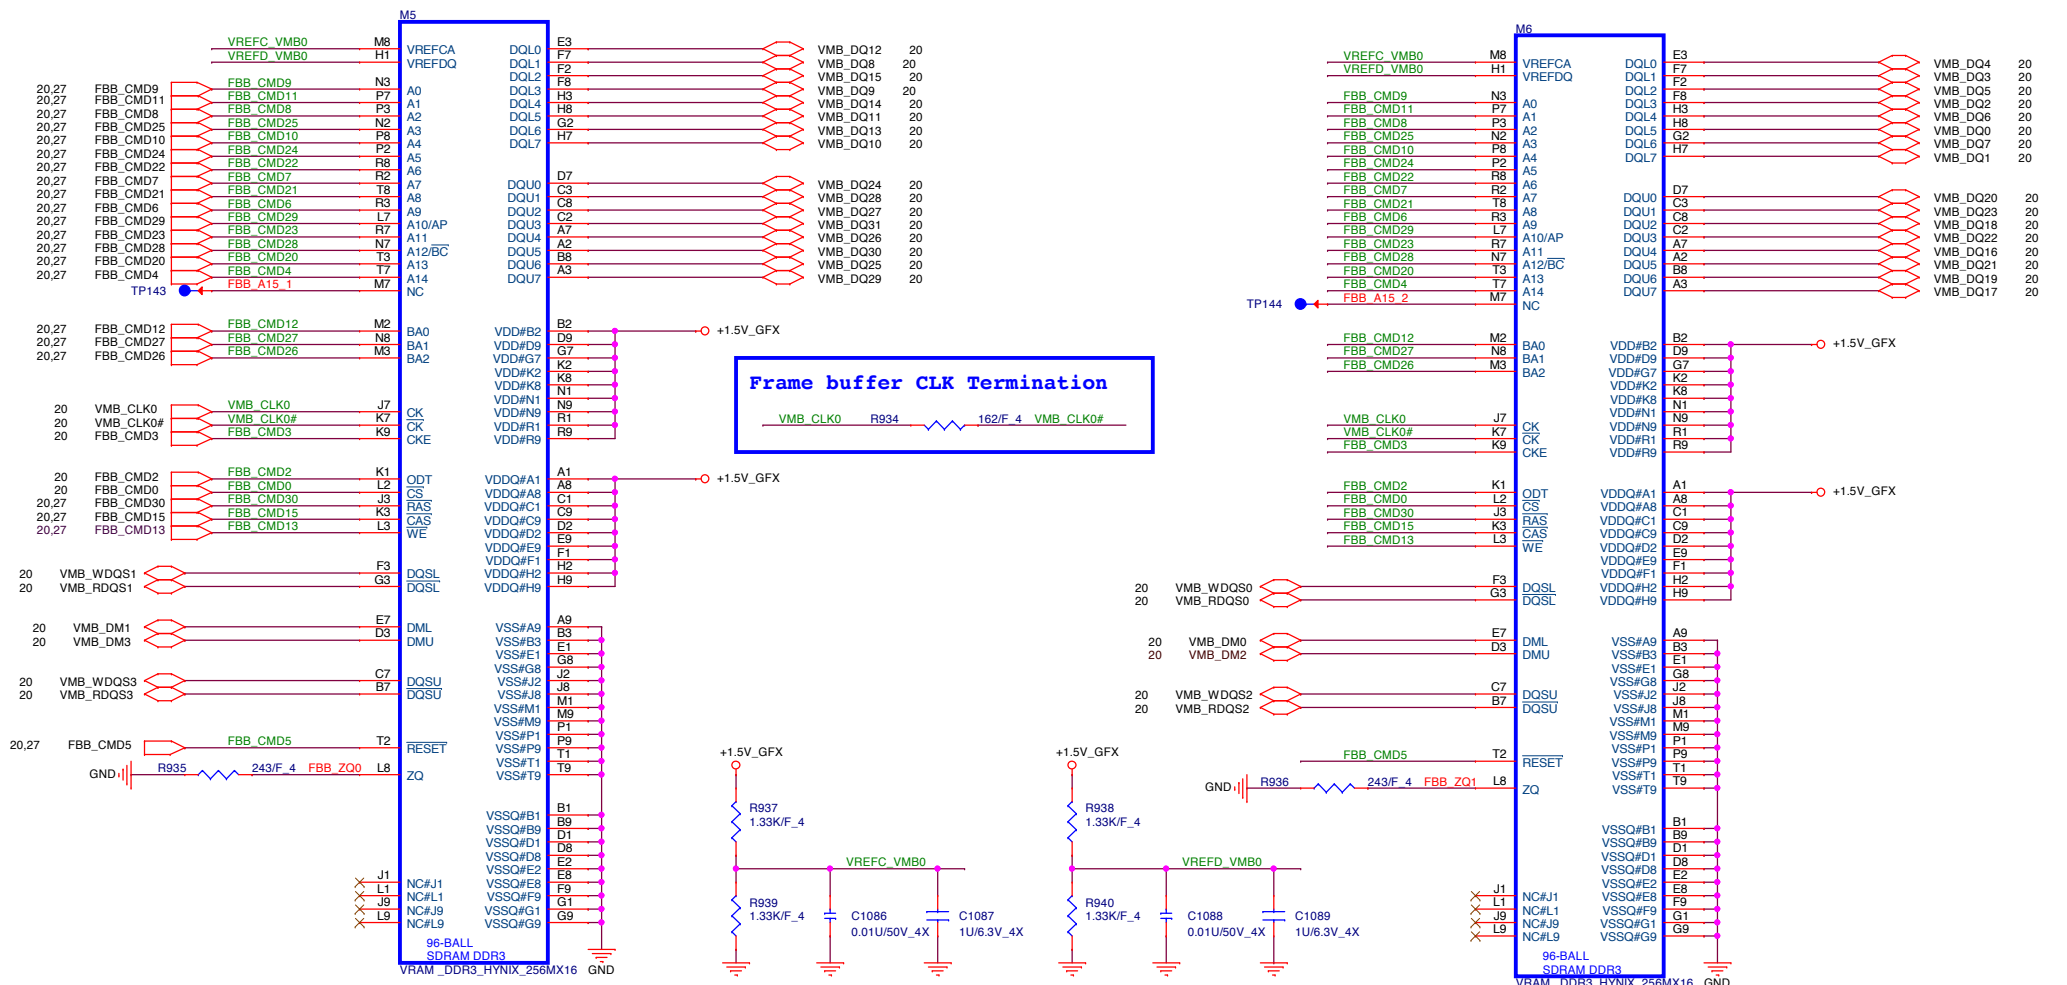 M5
VREFC_VMB0 M8 VREFCA DQL0 E3 VMB_DQ12 20
VREFD_VMB0 H1 VREFDQ DQL1 F7 VMB_DQ8 20
DQL2 F2 VMB_DQ15 20
20,27 FBB_CMD9 FBB_CMD9 N3 A0 DQL3 F8 VMB_DQ9 20
20,27 FBB_CMD11 FBB_CMD11 P7 A1 DQL4 H3 VMB_DQ14 20
20,27 FBB_CMD8 FBB_CMD8 P3 A2 DQL5 H8 VMB_DQ11 20
20,27 FBB_CMD25 FBB_CMD25 N2 A3 DQL6 G2 VMB_DQ13 20
20,27 FBB_CMD10 FBB_CMD10 P8 A4 DQL7 H7 VMB_DQ10 20
20,27 FBB_CMD24 FBB_CMD24 P2 A5
20,27 FBB_CMD22 FBB_CMD22 R8 A6
20,27 FBB_CMD7 FBB_CMD7 R2 A7 DQU0 D7 VMB_DQ24 20
20,27 FBB_CMD21 FBB_CMD21 T8 A8 DQU1 C3 VMB_DQ28 20
20,27 FBB_CMD6 FBB_CMD6 R3 A9 DQU2 C8 VMB_DQ27 20
20,27 FBB_CMD29 FBB_CMD29 L7 A10/AP DQU3 C2 VMB_DQ31 20
20,27 FBB_CMD23 FBB_CMD23 R7 A11 DQU4 A7 VMB_DQ26 20
20,27 FBB_CMD28 FBB_CMD28 N7 A12/BC DQU5 A2 VMB_DQ30 20
20,27 FBB_CMD20 FBB_CMD20 T3 A13 DQU6 B8 VMB_DQ25 20
20,27 FBB_CMD4 FBB_CMD4 T7 A14 DQU7 A3 VMB_DQ29 20
TP143 FBB_A15_1 M7 NC
20,27 FBB_CMD12 FBB_CMD12 M2 BA0 VDD#B2 B2 +1.5V_GFX
20,27 FBB_CMD27 FBB_CMD27 N8 BA1 VDD#D9 D9
20,27 FBB_CMD26 FBB_CMD26 M3 BA2 VDD#G7 G7
VDD#K2 K2
VDD#K8 K8
VDD#N1 N1
20 VMB_CLK0 VMB_CLK0 J7 CK VDD#N9 N9
20 VMB_CLK0# VMB_CLK0# K7 CK VDD#R1 R1
20 FBB_CMD3 FBB_CMD3 K9 CKE VDD#R9 R9
20 FBB_CMD2 FBB_CMD2 K1 ODT VDDQ#A1 A1 +1.5V_GFX
20 FBB_CMD0 FBB_CMD0 L2 CS VDDQ#A8 A8
20,27 FBB_CMD30 FBB_CMD30 J3 RAS VDDQ#C1 C1
20,27 FBB_CMD15 FBB_CMD15 K3 CAS VDDQ#C9 C9
20,27 FBB_CMD13 FBB_CMD13 L3 WE VDDQ#D2 D2
VDDQ#E9 E9
VDDQ#F1 F1
20 VMB_WDQS1 F3 DQSL VDDQ#H2 H2
20 VMB_RDQS1 G3 DQSL VDDQ#H9 H9
20 VMB_DM1 E7 DML VSS#A9 A9
20 VMB_DM3 D3 DMU VSS#B3 B3
VSS#E1 E1
VSS#G8 G8
20 VMB_WDQS3 C7 DQSU VSS#J2 J2
20 VMB_RDQS3 B7 DQSU VSS#J8 J8
VSS#M1 M1
VSS#M9 M9
VSS#P1 P1
20,27 FBB_CMD5 FBB_CMD5 T2 RESET VSS#P9 P9
VSS#T1 T1
GND R935 243/F_4 FBB_ZQ0 L8 ZQ VSS#T9 T9
VSSQ#B1 B1
VSSQ#B9 B9
VSSQ#D1 D1
VSSQ#D8 D8
VSSQ#E2 E2
J1 NC#J1 VSSQ#E8 E8
L1 NC#L1 VSSQ#F9 F9
J9 NC#J9 VSSQ#G1 G1
L9 NC#L9 VSSQ#G9 G9
96-BALL
SDRAM DDR3
VRAM _DDR3_HYNIX_256MX16 GND
Frame buffer CLK Termination
VMB_CLK0 R934 162/F_4 VMB_CLK0#
+1.5V_GFX
R937
1.33K/F_4
VREFC_VMB0
R939
1.33K/F_4
C1086
0.01U/50V_4X
C1087
1U/6.3V_4X
+1.5V_GFX
R938
1.33K/F_4
VREFD_VMB0
R940
1.33K/F_4
C1088
0.01U/50V_4X
C1089
1U/6.3V_4X
M6
VREFC_VMB0 M8 VREFCA DQL0 E3 VMB_DQ4 20
VREFD_VMB0 H1 VREFDQ DQL1 F7 VMB_DQ3 20
DQL2 F2 VMB_DQ5 20
FBB_CMD9 N3 A0 DQL3 F8 VMB_DQ2 20
FBB_CMD11 P7 A1 DQL4 H3 VMB_DQ6 20
FBB_CMD8 P3 A2 DQL5 H8 VMB_DQ0 20
FBB_CMD25 N2 A3 DQL6 G2 VMB_DQ7 20
FBB_CMD10 P8 A4 DQL7 H7 VMB_DQ1 20
FBB_CMD24 P2 A5
FBB_CMD22 R8 A6
FBB_CMD7 R2 A7 DQU0 D7 VMB_DQ20 20
FBB_CMD21 T8 A8 DQU1 C3 VMB_DQ23 20
FBB_CMD6 R3 A9 DQU2 C8 VMB_DQ18 20
FBB_CMD29 L7 A10/AP DQU3 C2 VMB_DQ22 20
FBB_CMD23 R7 A11 DQU4 A7 VMB_DQ16 20
FBB_CMD28 N7 A12/BC DQU5 A2 VMB_DQ21 20
FBB_CMD20 T3 A13 DQU6 B8 VMB_DQ19 20
FBB_CMD4 T7 A14 DQU7 A3 VMB_DQ17 20
TP144 FBB_A15_2 M7 NC
FBB_CMD12 M2 BA0 VDD#B2 B2 +1.5V_GFX
FBB_CMD27 N8 BA1 VDD#D9 D9
FBB_CMD26 M3 BA2 VDD#G7 G7
VDD#K2 K2
VDD#K8 K8
VDD#N1 N1
VMB_CLK0 J7 CK VDD#N9 N9
VMB_CLK0# K7 CK VDD#R1 R1
FBB_CMD3 K9 CKE VDD#R9 R9
FBB_CMD2 K1 ODT VDDQ#A1 A1 +1.5V_GFX
FBB_CMD0 L2 CS VDDQ#A8 A8
FBB_CMD30 J3 RAS VDDQ#C1 C1
FBB_CMD15 K3 CAS VDDQ#C9 C9
FBB_CMD13 L3 WE VDDQ#D2 D2
VDDQ#E9 E9
VDDQ#F1 F1
20 VMB_WDQS0 F3 DQSL VDDQ#H2 H2
20 VMB_RDQS0 G3 DQSL VDDQ#H9 H9
20 VMB_DM0 E7 DML VSS#A9 A9
20 VMB_DM2 D3 DMU VSS#B3 B3
VSS#E1 E1
VSS#G8 G8
20 VMB_WDQS2 C7 DQSU VSS#J2 J2
20 VMB_RDQS2 B7 DQSU VSS#J8 J8
VSS#M1 M1
VSS#M9 M9
VSS#P1 P1
FBB_CMD5 T2 RESET VSS#P9 P9
VSS#T1 T1
GND R936 243/F_4 FBB_ZQ1 L8 ZQ VSS#T9 T9
VSSQ#B1 B1
VSSQ#B9 B9
VSSQ#D1 D1
VSSQ#D8 D8
VSSQ#E2 E2
J1 NC#J1 VSSQ#E8 E8
L1 NC#L1 VSSQ#F9 F9
J9 NC#J9 VSSQ#G1 G1
L9 NC#L9 VSSQ#G9 G9
96-BALL
SDRAM DDR3
VRAM _DDR3_HYNIX_256MX16 GND